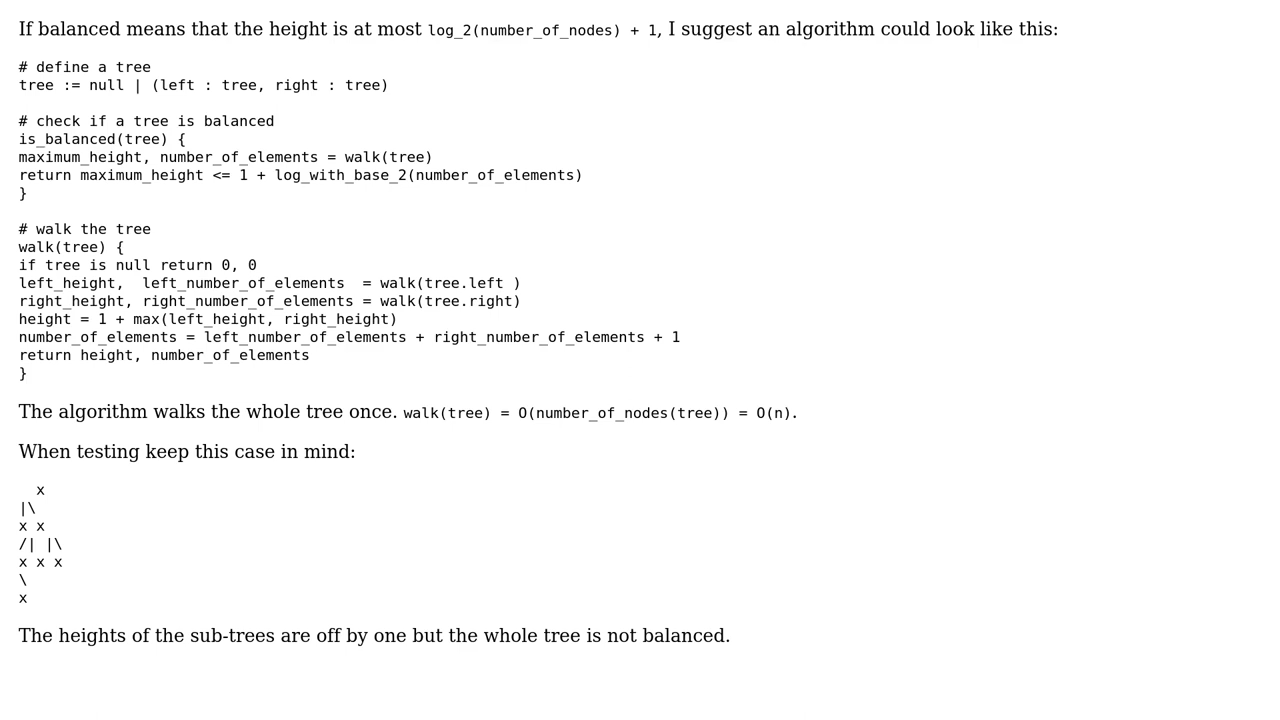 If balanced means that the height is at most log_2(number_of_nodes) + 1, I suggest an algorithm could look like this:
# define a tree
tree := null | (left : tree, right : tree)
# check if a tree is balanced
is_balanced(tree) {
maximum_height, number_of_elements = walk(tree)
return maximum_height <= 1 + log_with_base_2(number_of_elements)
}
# walk the tree
walk(tree) {
if tree is null return 0, 0
left_height,  left_number_of_elements  = walk(tree.left )
right_height, right_number_of_elements = walk(tree.right)
height = 1 + max(left_height, right_height)
number_of_elements = left_number_of_elements + right_number_of_elements + 1
return height, number_of_elements
}
The algorithm walks the whole tree once. walk(tree) = O(number_of_nodes(tree)) = O(n).
When testing keep this case in mind:
  x
|\
x x
/| |\
x x x
\
x
The heights of the sub-trees are off by one but the whole tree is not balanced.